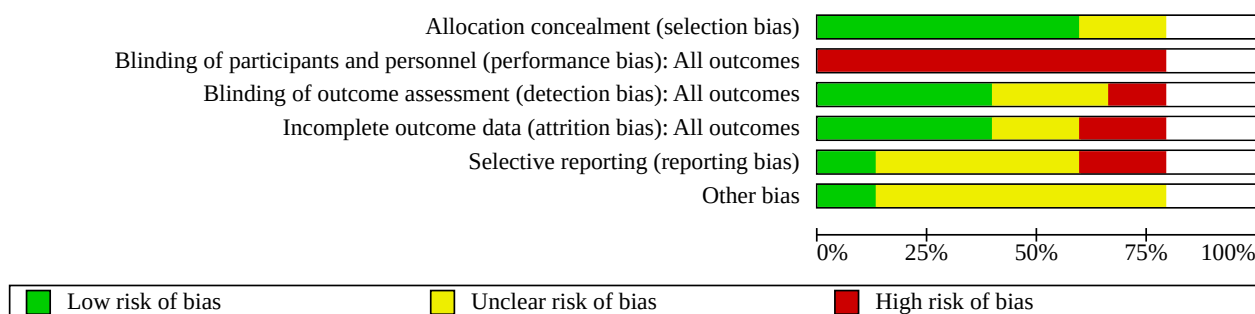 Allocation concealment (selection bias)
Blinding of participants and personnel (performance bias): All outcomes
Blinding of outcome assessment (detection bias): All outcomes
Incomplete outcome data (attrition bias): All outcomes
Selective reporting (reporting bias)
Other bias
0% 25% 50% 75% 100%
Low risk of bias Unclear risk of bias High risk of bias